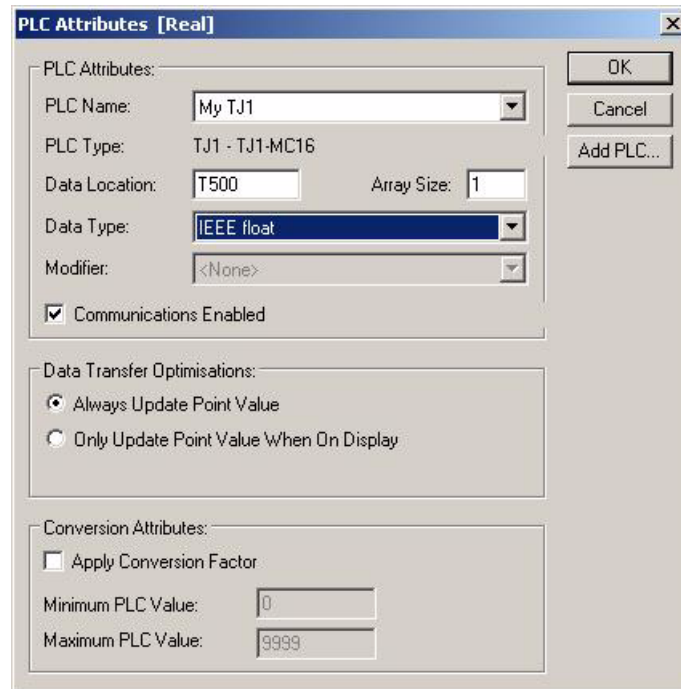 PLC Attributes [Real]
PLC Attributes:
PLC Name: My TJ1
PLC Type: TJ1 - TJ1-MC16
Data Location: T500 Array Size: 1
Data Type: IEEE float
Modifier: <None>
Communications Enabled
OK
Cancel
Add PLC...
Data Transfer Optimisations:
Always Update Point Value
Only Update Point Value When On Display
Conversion Attributes:
Apply Conversion Factor
Minimum PLC Value: 0
Maximum PLC Value: 9999